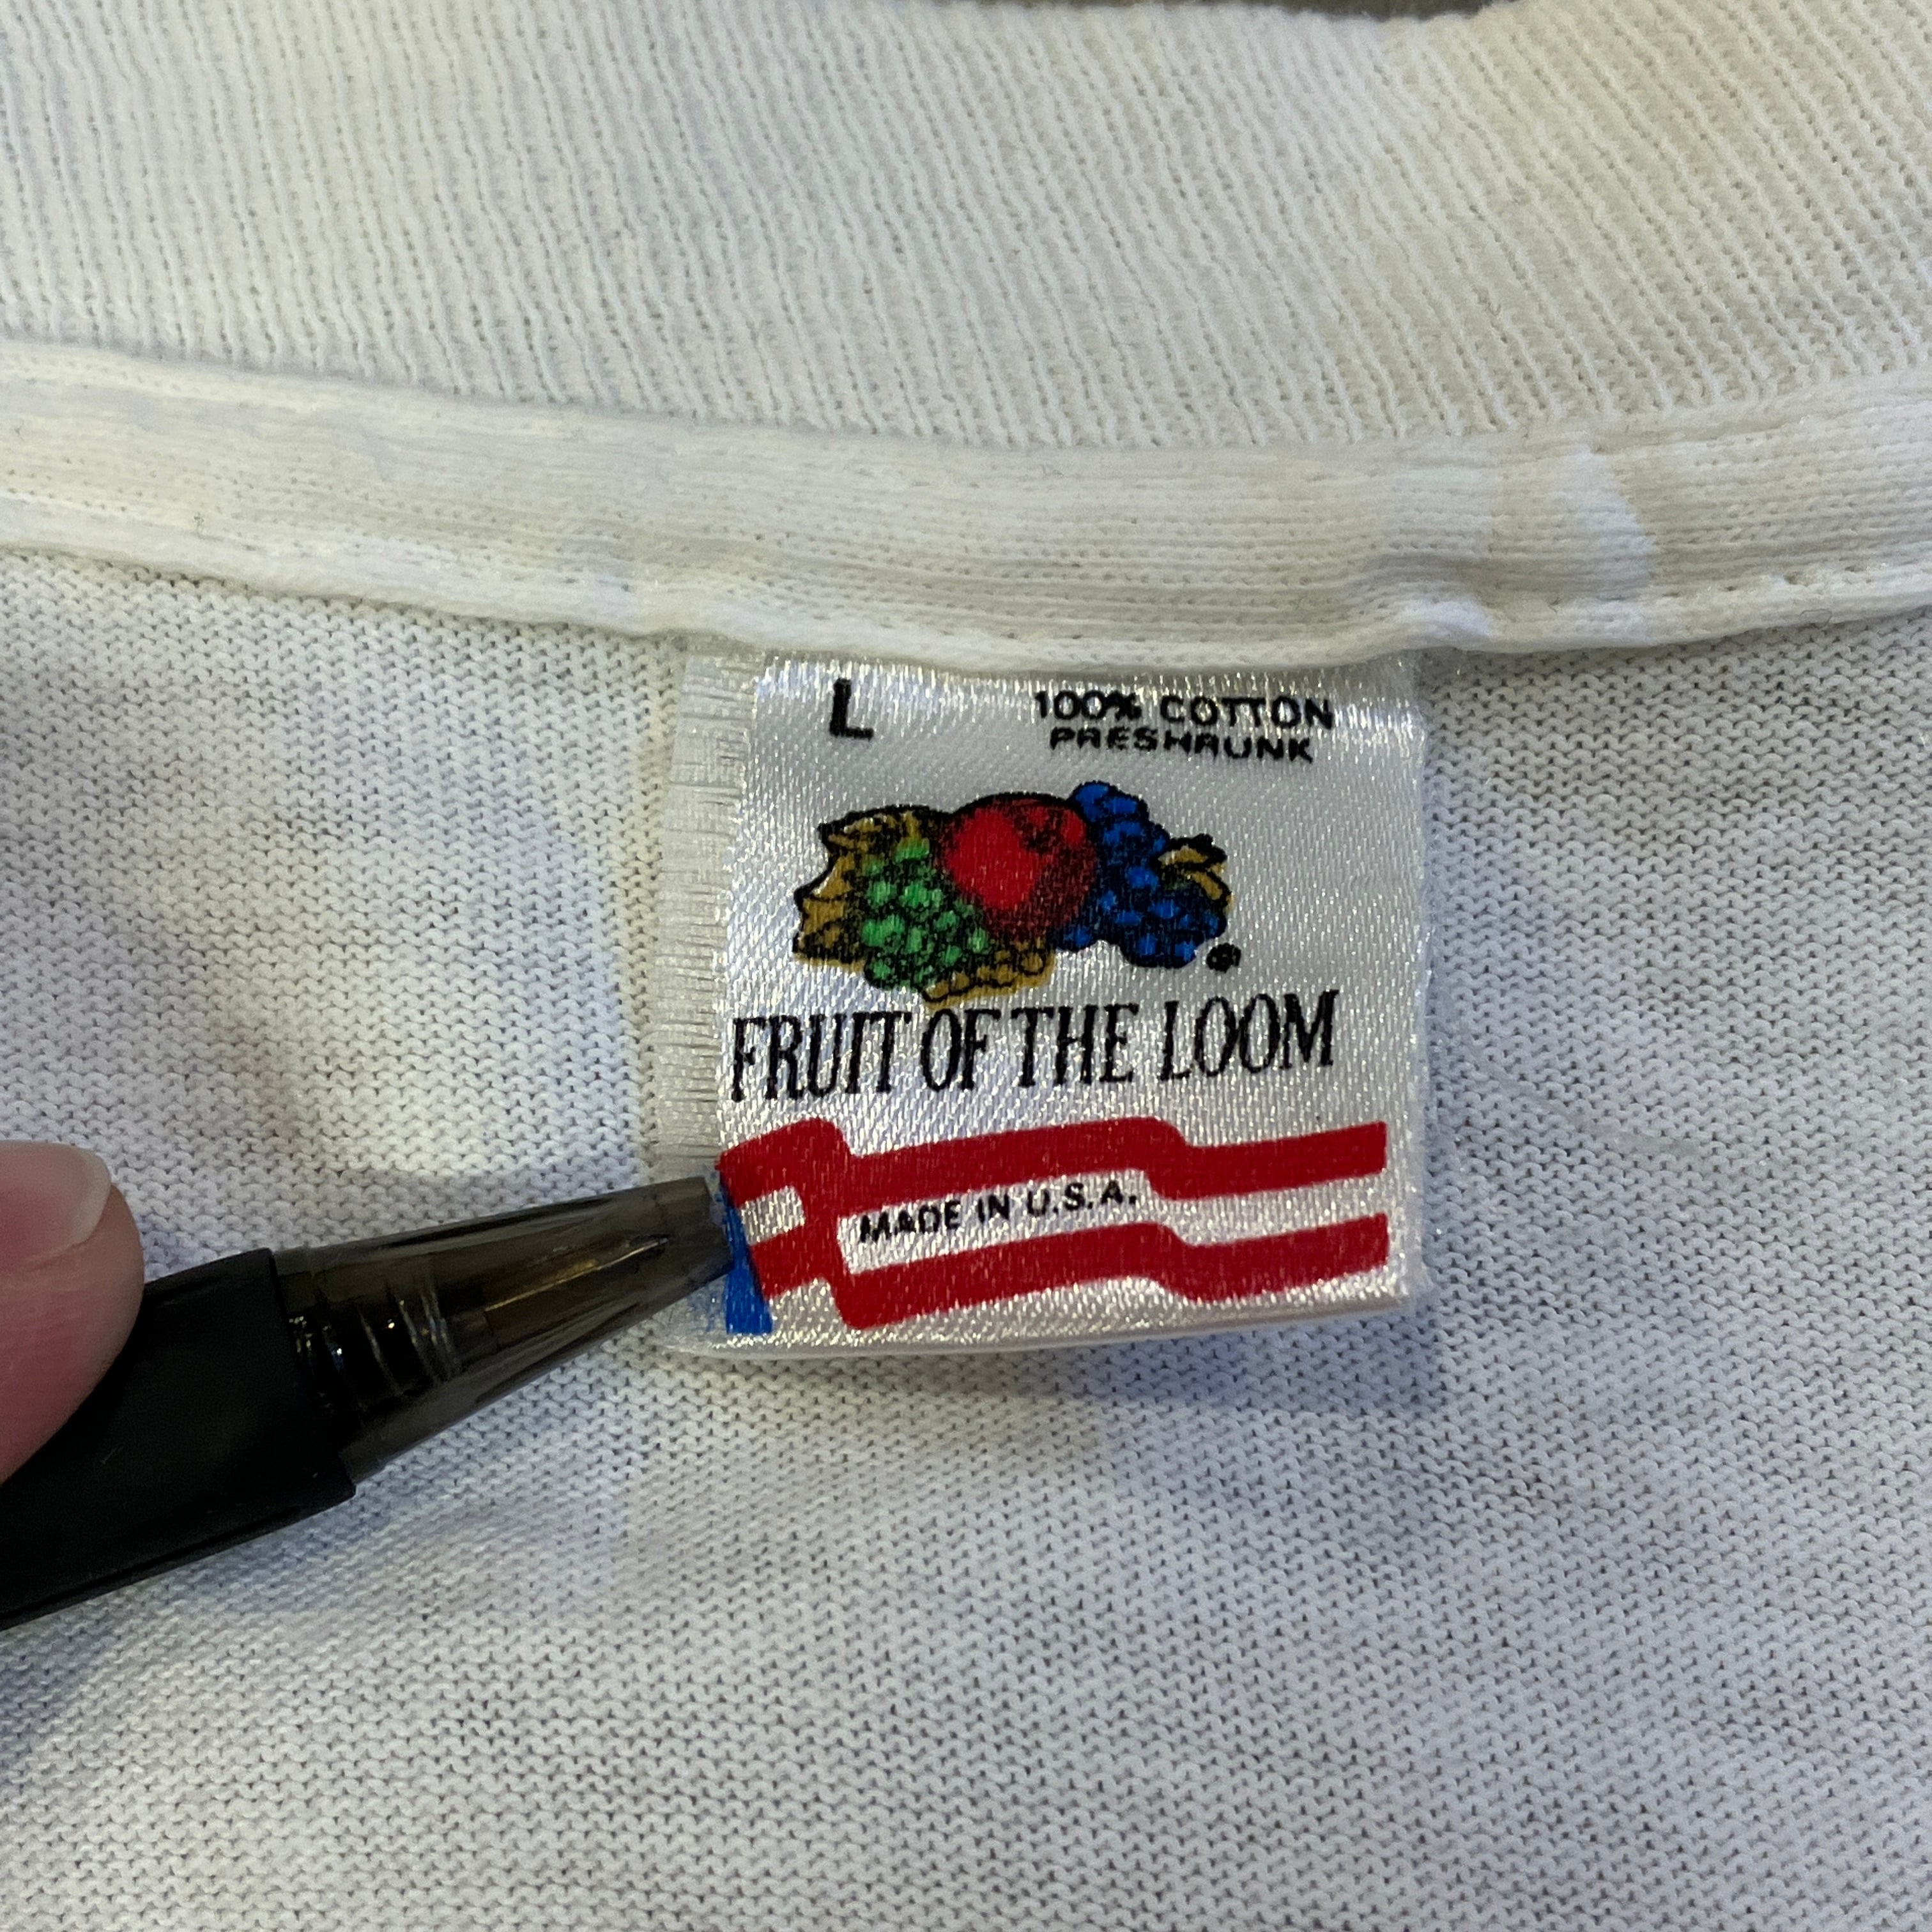 L
100% COTTON
PRESHRUNK
®
FRUIT OF THE LOOM
MADE IN U.S.A.